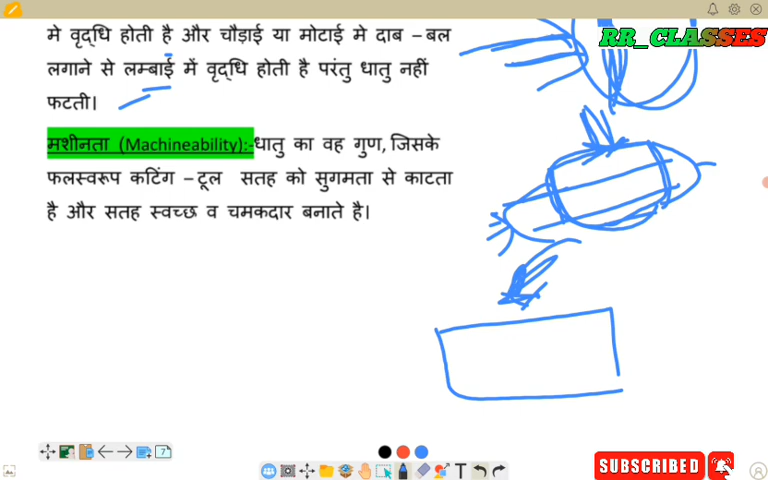 RR_CLASSES
मे वृद्धि होती है और चौड़ाई या मोटाई मे दाब – बल
लगाने से लम्बाई में वृद्धि होती है परंतु धातु नहीं
फटती।
मशीनता (Machineability):-धातु का वह गुण, जिसके
फलस्वरूप कटिंग – टूल सतह को सुगमता से काटता
है और सतह स्वच्छ व चमकदार बनाते है।
7
T
SUBSCRIBED